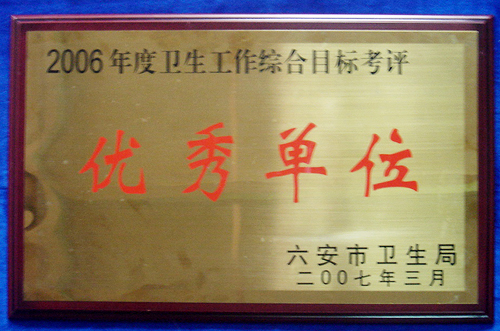 2006年度卫生工作综合目标考评
优秀单位
六安市卫生局
二00七年三月